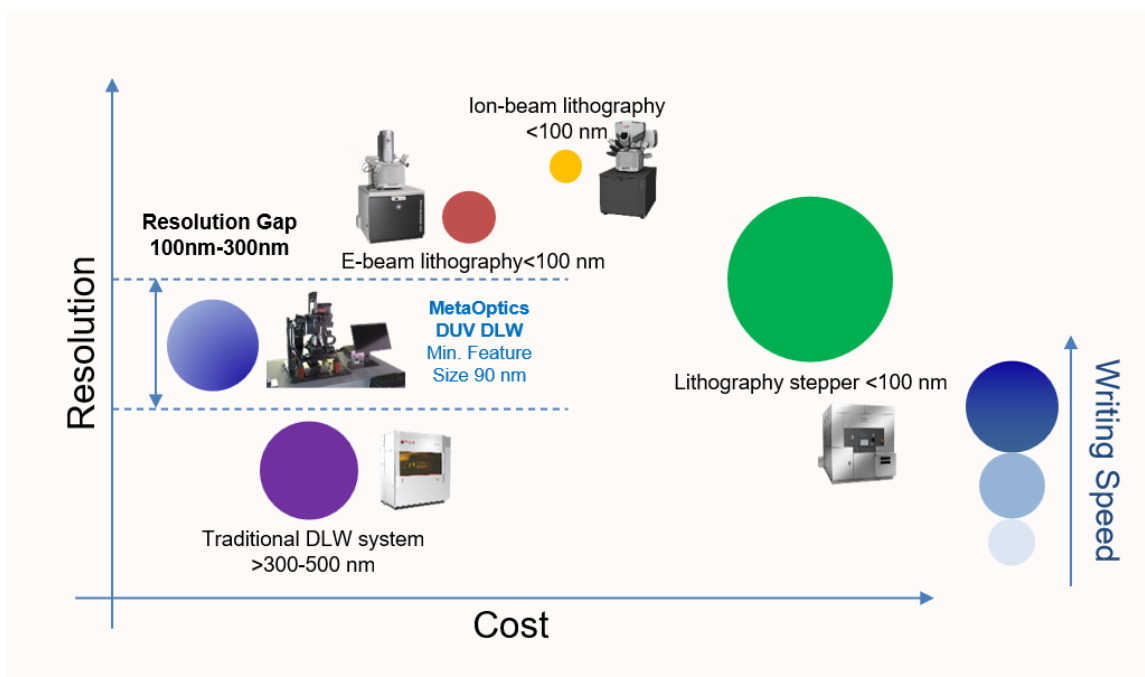 Ion-beam lithography
<100 nm
Resolution Gap
100nm-300nm
E-beam lithography<100 nm
MetaOptics
DUV DLW
Min. Feature
Size 90 nm
Lithography stepper <100 nm
Traditional DLW system
>300-500 nm
Resolution
Cost
Writing Speed